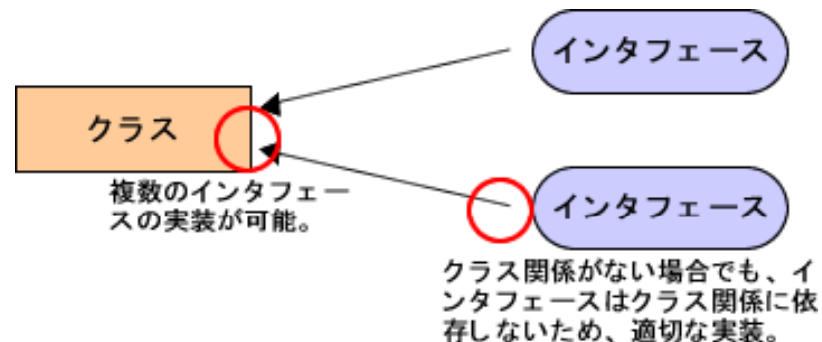 インタフェース
クラス
複数のインタフェー
スの実装が可能。
インタフェース
クラス関係がない場合でも、イ
ンタフェースはクラス関係に依
存しないため、適切な実装。